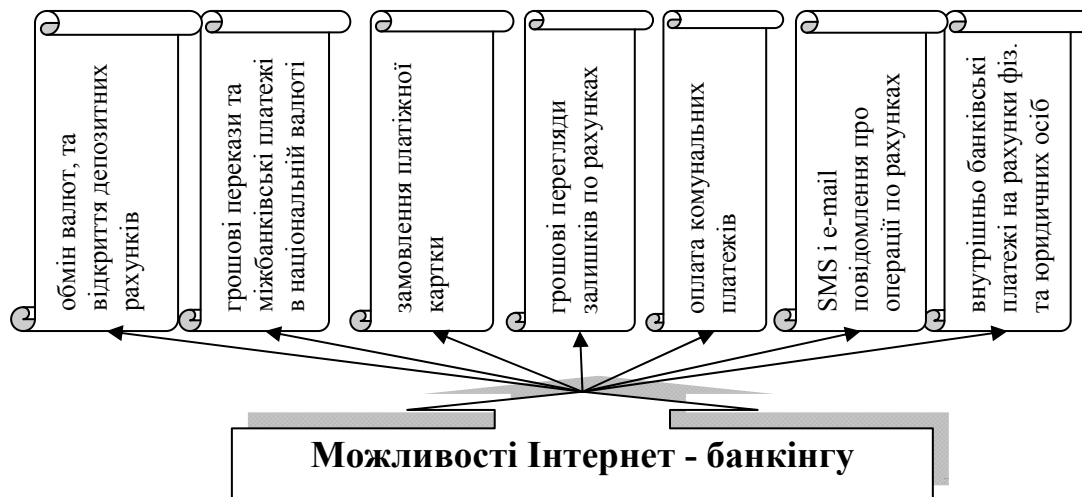 обмін валют, та
відкриття депозитних
рахунків
грошові перекази та
міжбанківські платежі
в національній валюті
замовлення платіжної
картки
грошові перегляди
залишків по рахунках
оплата комунальних
платежів
SMS і e-mail
повідомлення про
операції по рахунках
внутрішньо банківські
платежі на рахунки фіз.
та юридичних осіб
Можливості Інтернет - банкінгу